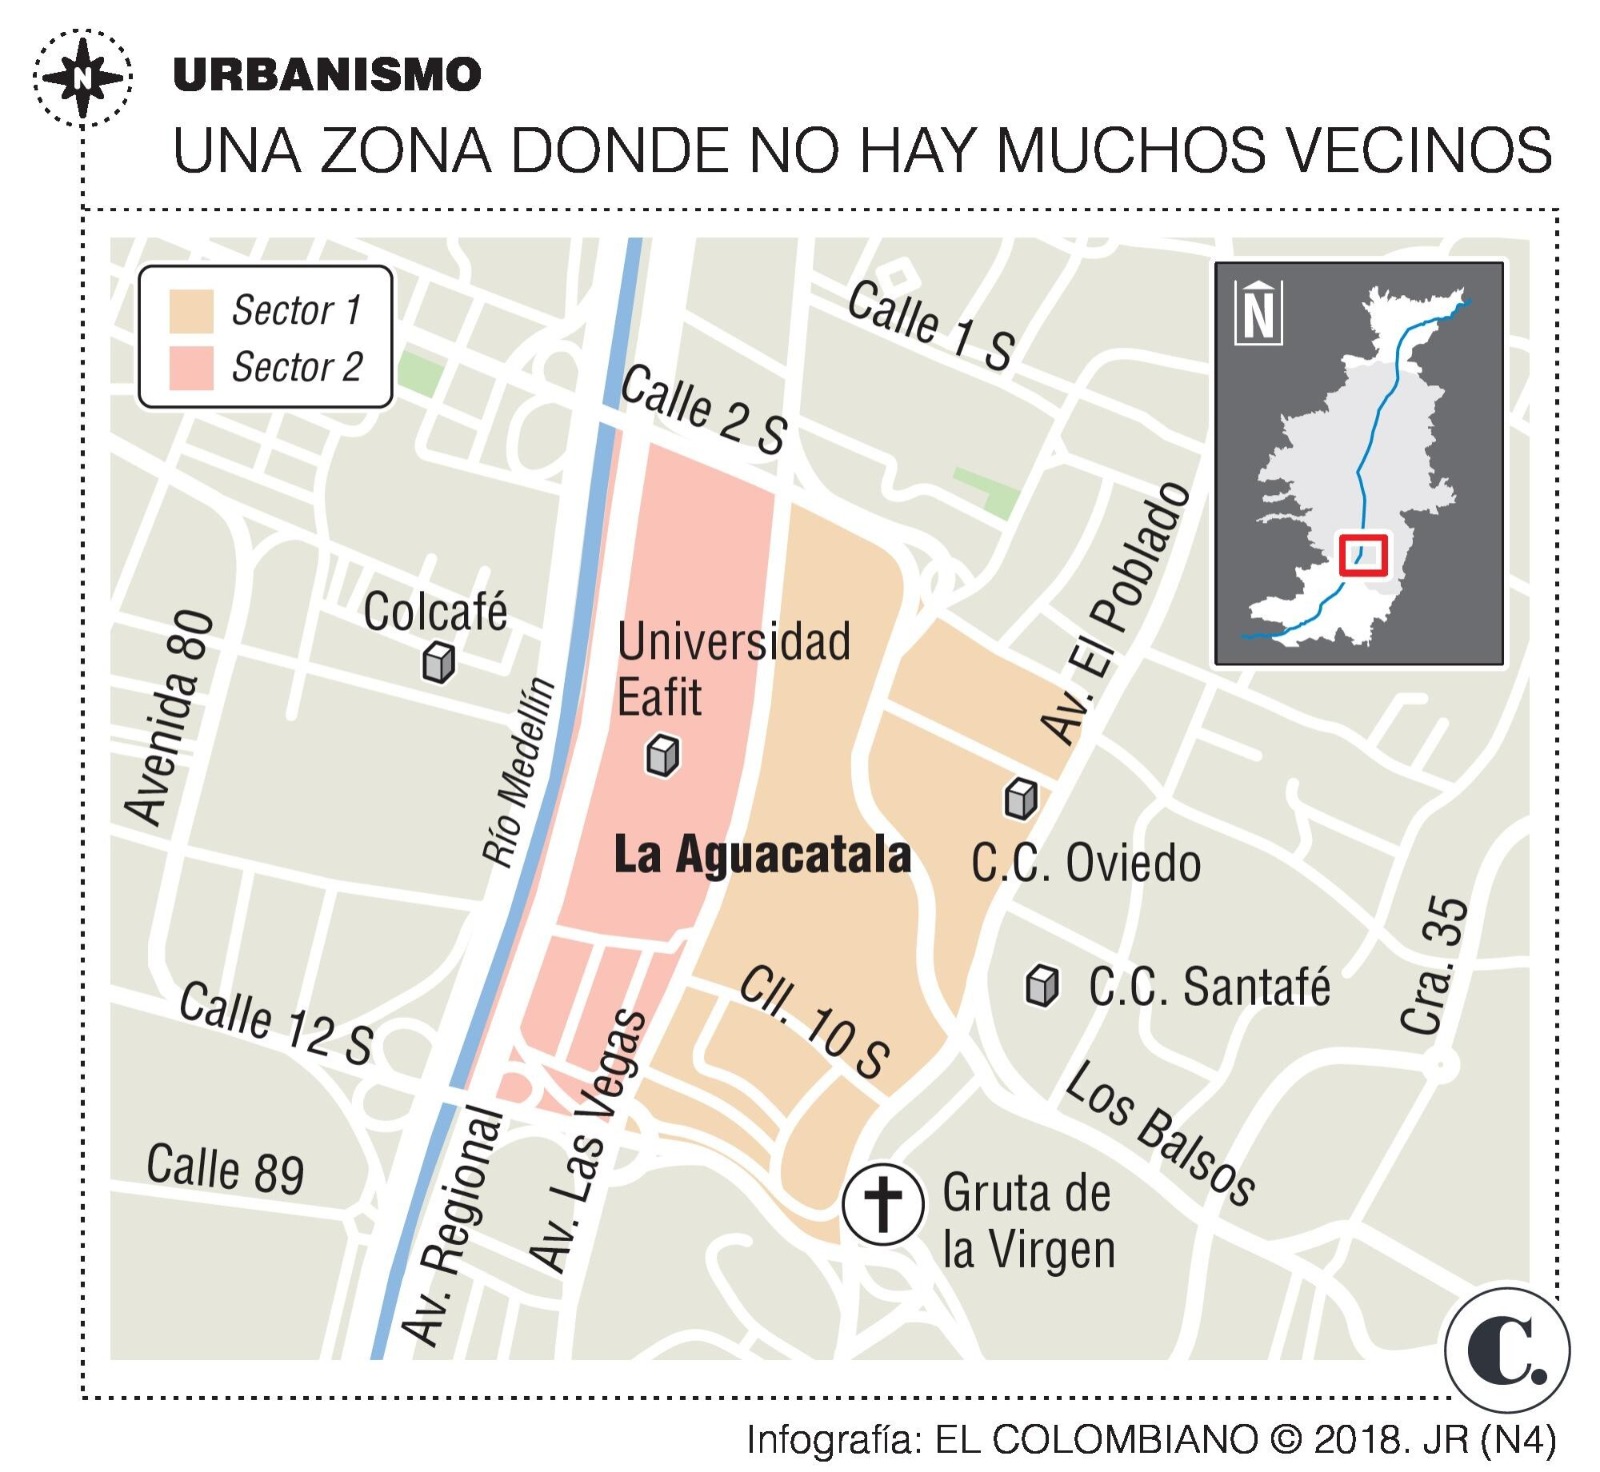 N
URBANISMO
UNA ZONA DONDE NO HAY MUCHOS VECINOS
Sector 1
Sector 2
N
Calle 1 S
Calle 2 S
Av. El Poblado
Colcafé
Avenida 80
Río Medellín
Universidad
Eafit
La Aguacatala
C.C. Oviedo
C.C. Santafé
Cra. 35
Cll. 10 S
Calle 12 S
Los Balsos
Calle 89
Av. Regional
Av. Las Vegas
Gruta de
la Virgen
C.
Infografía: EL COLOMBIANO © 2018. JR (N4)